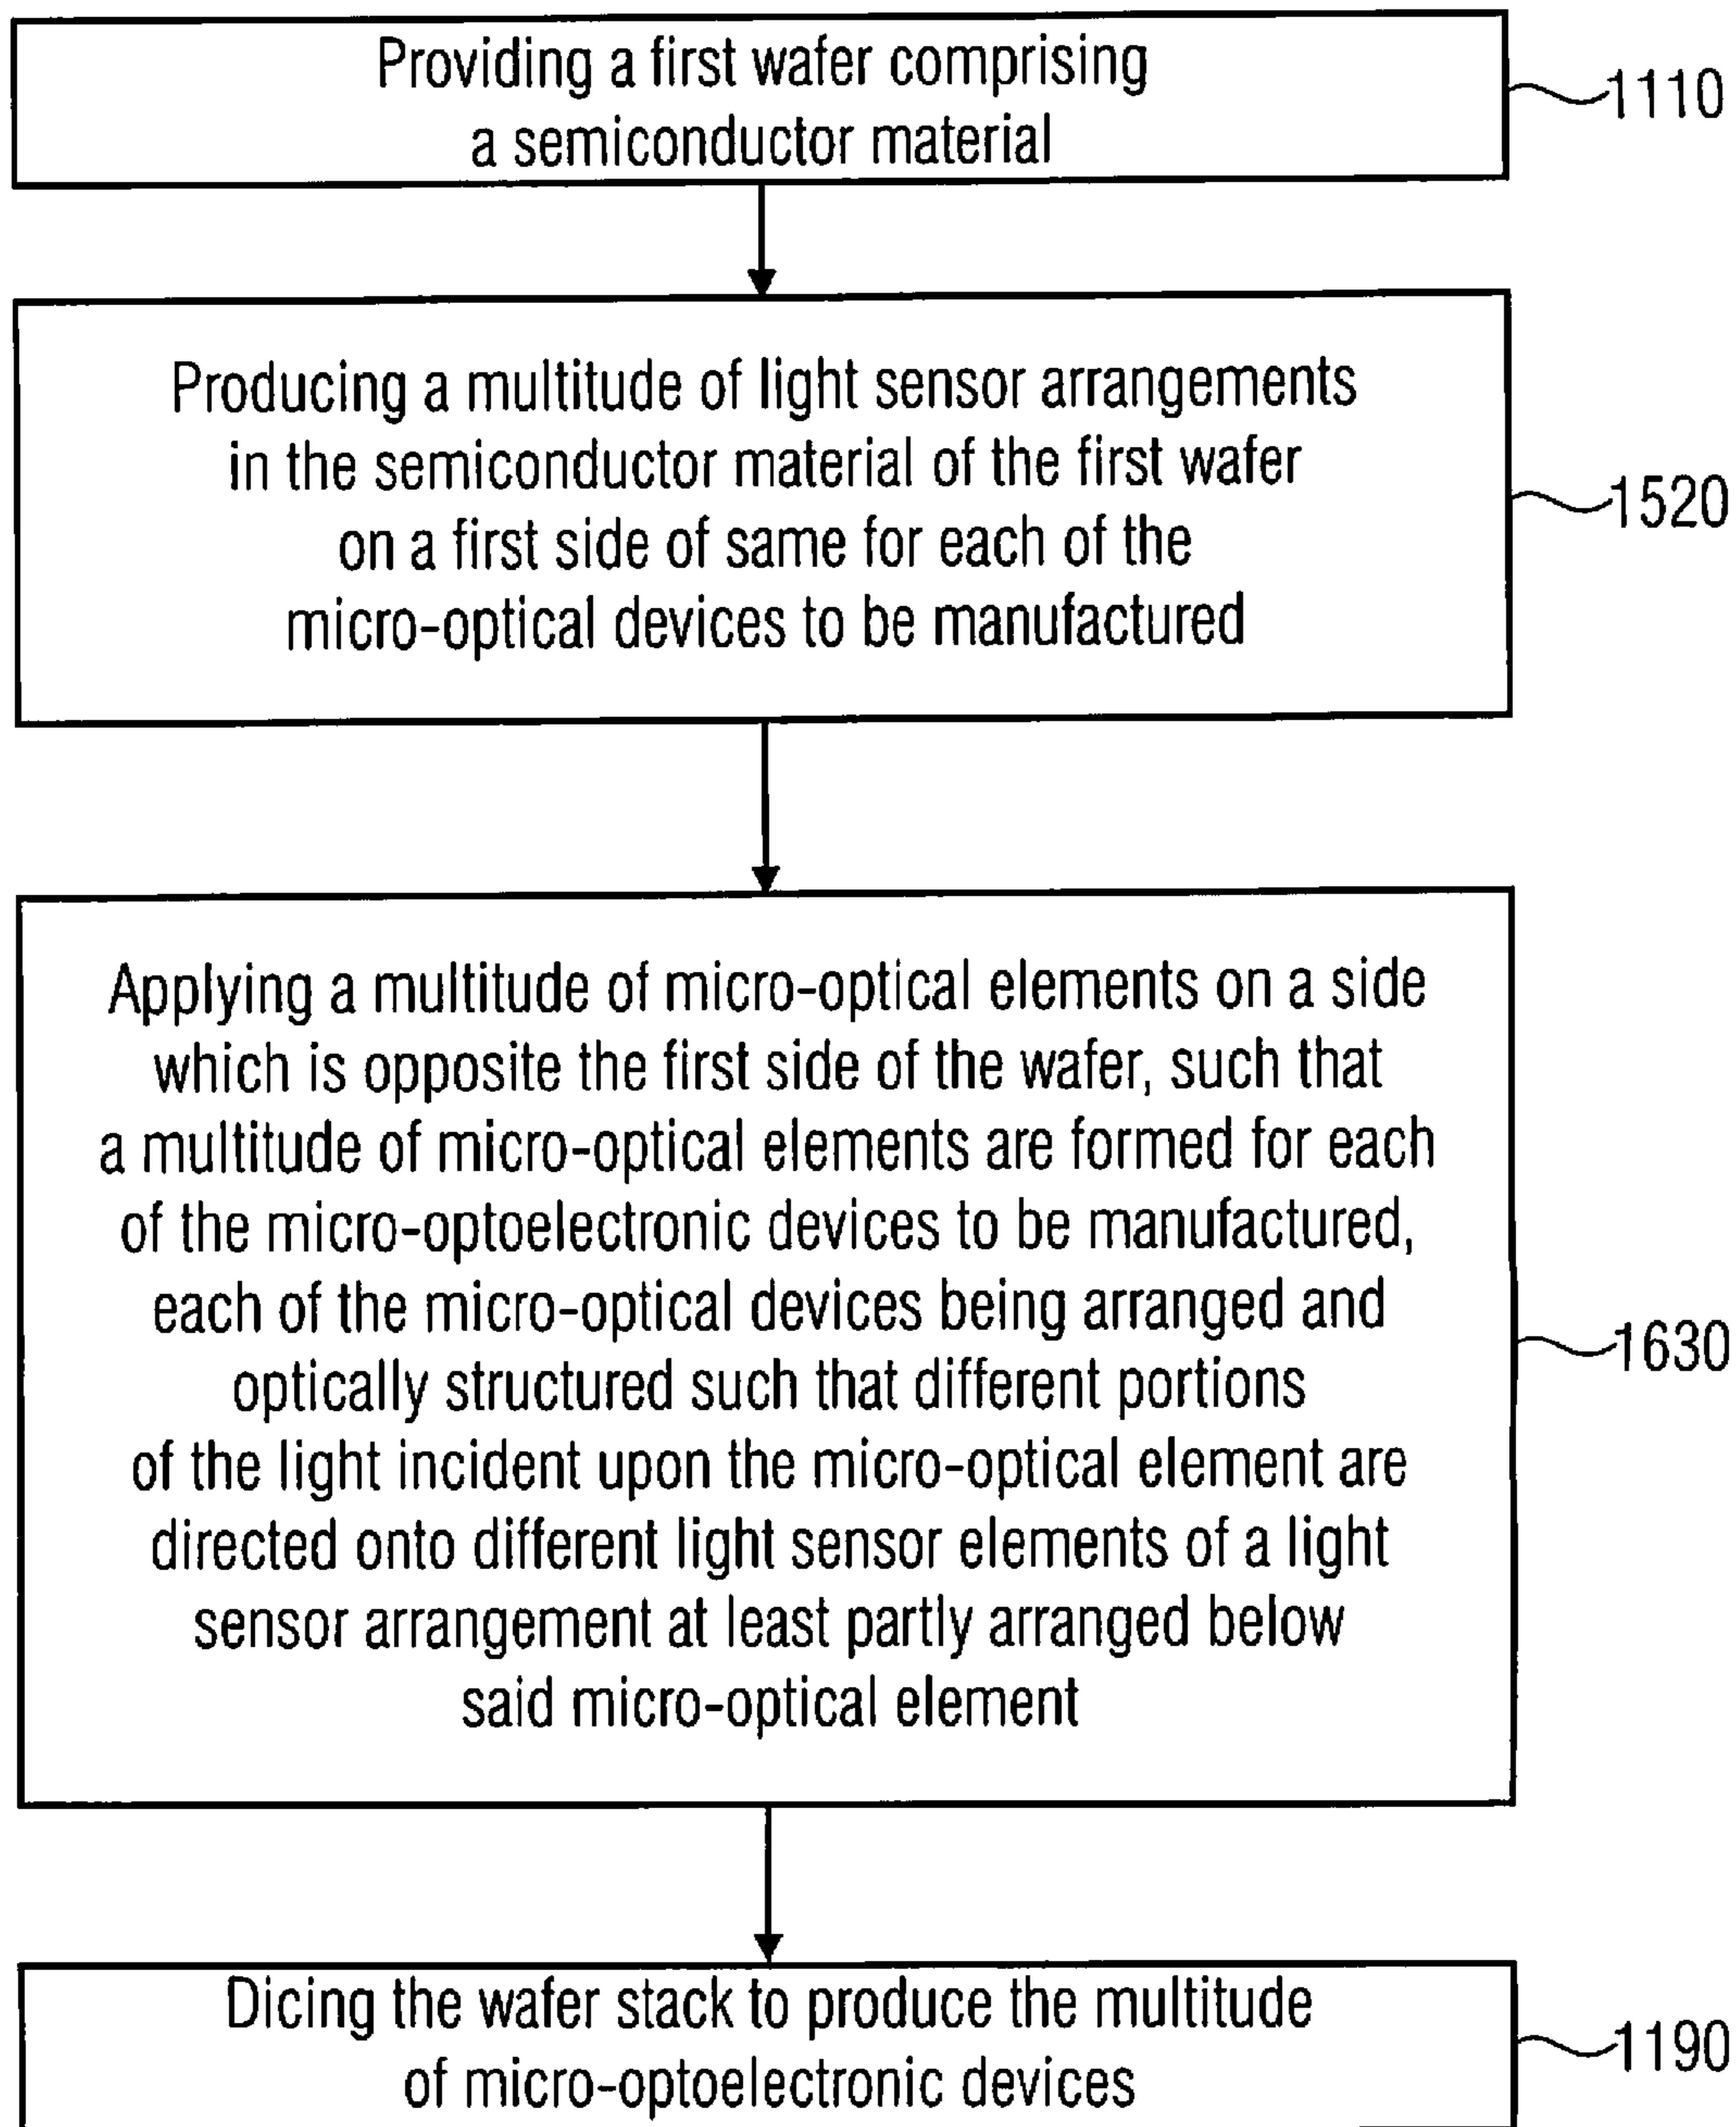 Providing a first wafer comprising
a semiconductor material
1110
Producing a multitude of light sensor arrangements
in the semiconductor material of the first wafer
on a first side of same for each of the
micro-optical devices to be manufactured
1520
Applying a multitude of micro-optical elements on a side
which is opposite the first side of the wafer, such that
a multitude of micro-optical elements are formed for each
of the micro-optoelectronic devices to be manufactured,
each of the micro-optical devices being arranged and
optically structured such that different portions
of the light incident upon the micro-optical element are
directed onto different light sensor elements of a light
sensor arrangement at least partly arranged below
said micro-optical element
1630
Dicing the wafer stack to produce the multitude
of micro-optoelectronic devices
1190